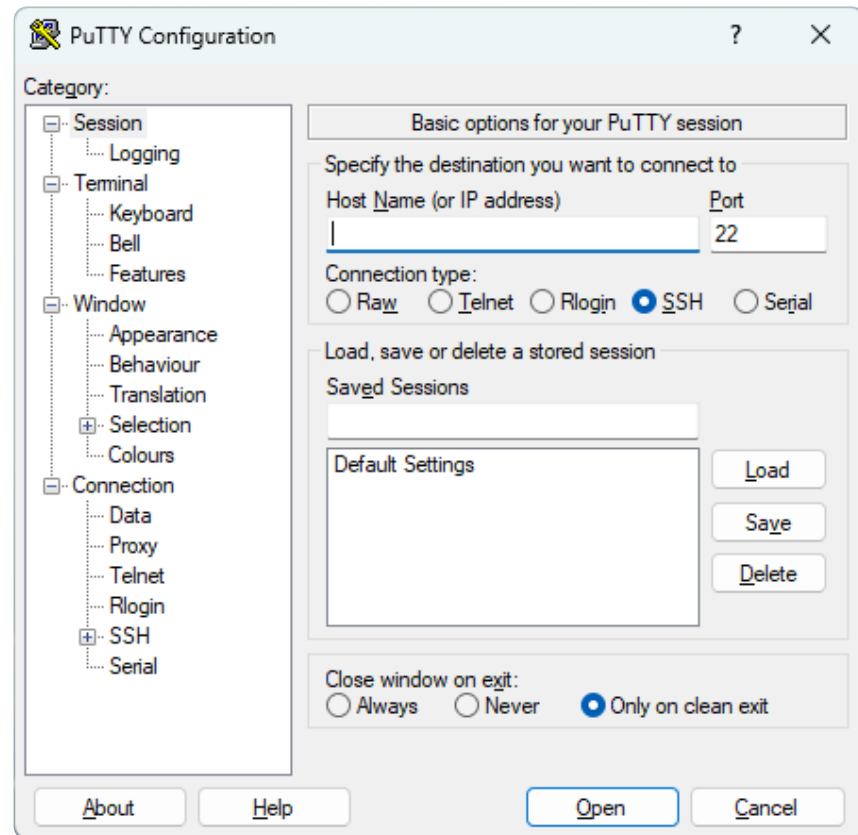 PuTTY Configuration
?
Category:
Session
Logging
Terminal
Keyboard
Bell
Features
Window
Appearance
Behaviour
Translation
Selection
Colours
Connection
Data
Proxy
Telnet
Rlogin
SSH
Serial
Basic options for your PuTTY session
Specify the destination you want to connect to
Host Name (or IP address) Port
22
Connection type:
Raw Telnet Rlogin SSH Serial
Load, save or delete a stored session
Saved Sessions
Default Settings
Load
Save
Delete
Close window on exit:
Always Never Only on clean exit
About Help Open Cancel